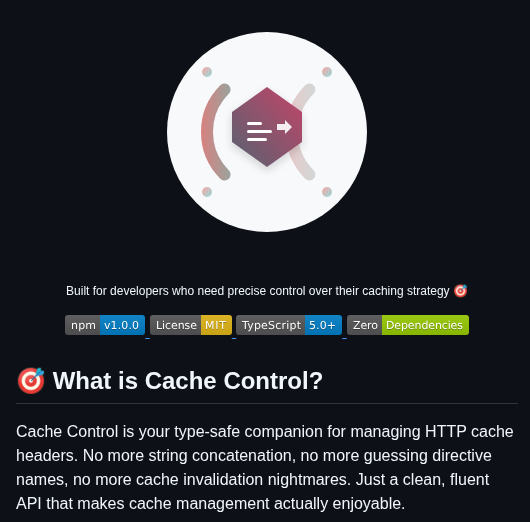 Built for developers who need precise control over their caching strategy 🎯
npm v1.0.0 License MIT TypeScript 5.0+ Zero Dependencies
🎯 What is Cache Control?
Cache Control is your type-safe companion for managing HTTP cache
headers. No more string concatenation, no more guessing directive
names, no more cache invalidation nightmares. Just a clean, fluent
API that makes cache management actually enjoyable.